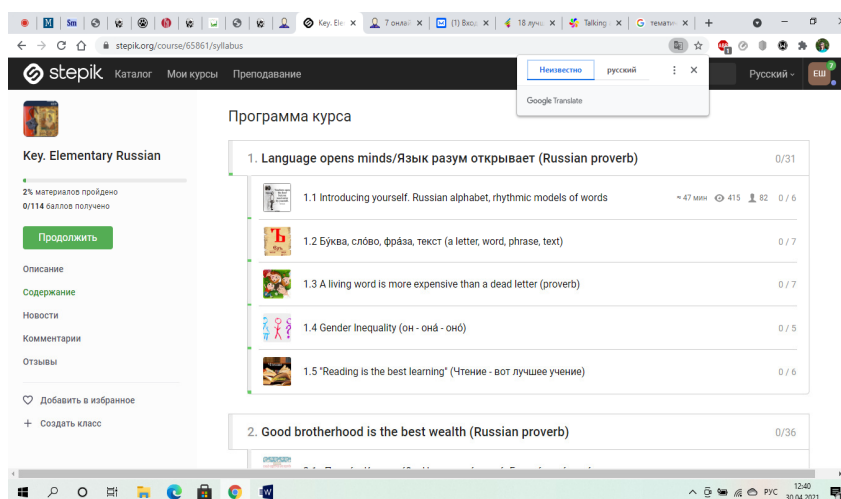 Key. Ele
7 онлай
(1) Вход
18 лучш
Talking
темати
stepik.org/course/65861/syllabus
stepik Каталог Мои курсы Преподавание
Неизвестно русский
Google Translate
Русский
ЕШ
7
Key. Elementary Russian
2% материалов пройдено
0/114 баллов получено
Продолжить
Описание
Содержание
Новости
Комментарии
Отзывы
Добавить в избранное
+ Создать класс
Программа курса
1. Language opens minds/Язык разум открывает (Russian proverb) 0/31
1.1 Introducing yourself. Russian alphabet, rhythmic models of words ≈ 47 мин 415 82 0 / 6
1.2 Бу́ква, сло́во, фра́за, текст (a letter, word, phrase, text) 0 / 7
1.3 A living word is more expensive than a dead letter (proverb) 0 / 7
1.4 Gender Inequality (он - она́ - оно́) 0 / 5
1.5 "Reading is the best learning" (Чтение - вот лучшее учение) 0 / 6
2. Good brotherhood is the best wealth (Russian proverb) 0/36
РУС
12:40
30.04.2021